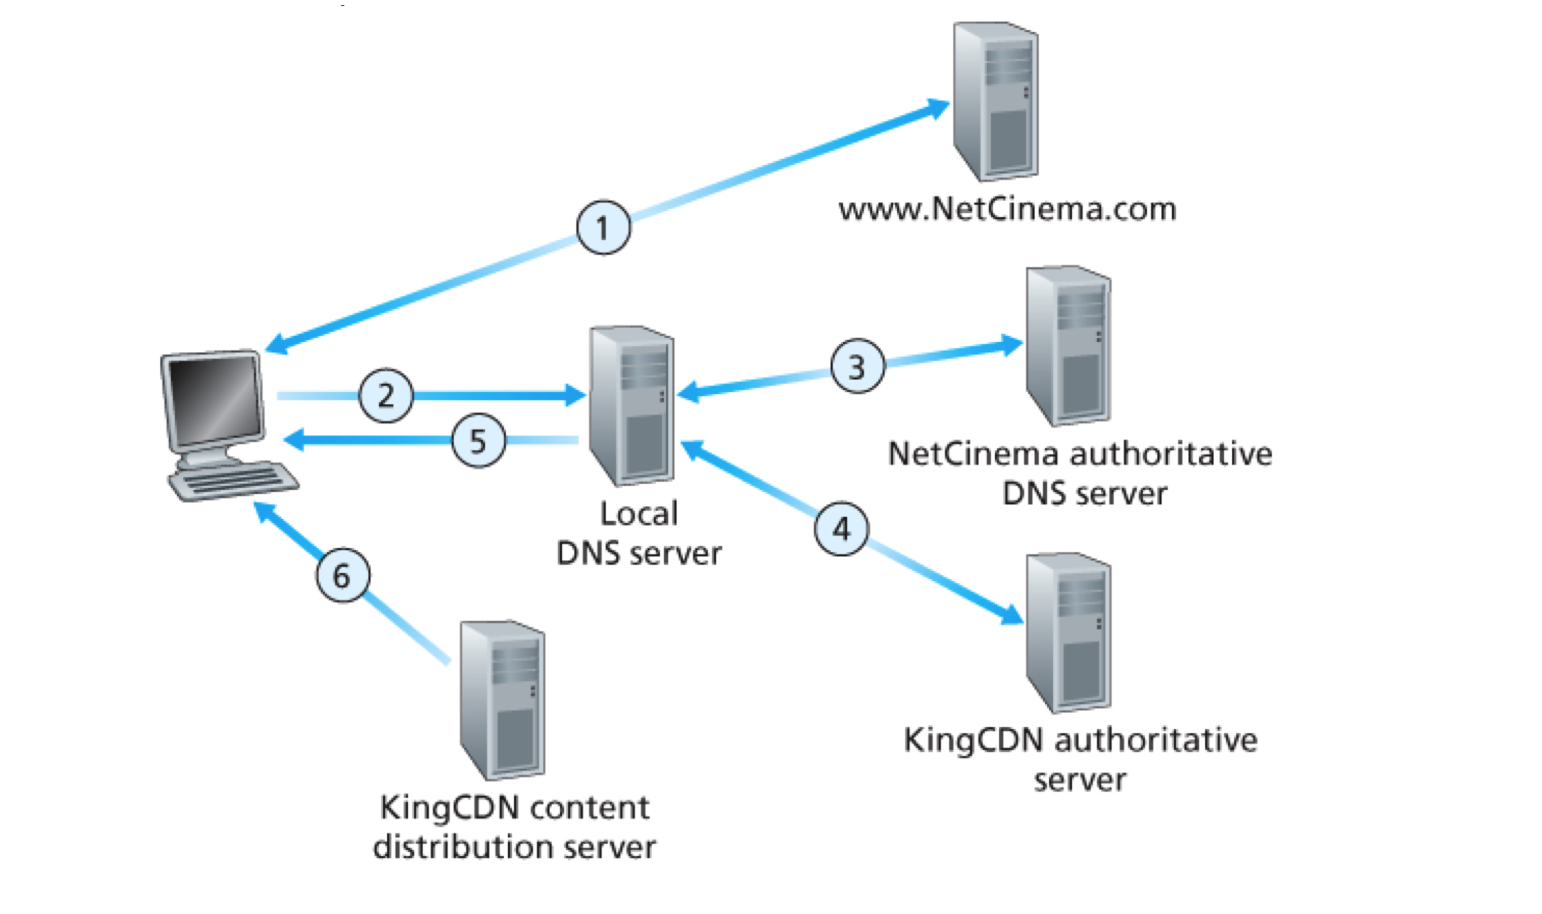 www.NetCinema.com
1
3
2
5
NetCinema authoritative
DNS server
Local
DNS server
4
6
KingCDN authoritative
server
KingCDN content
distribution server